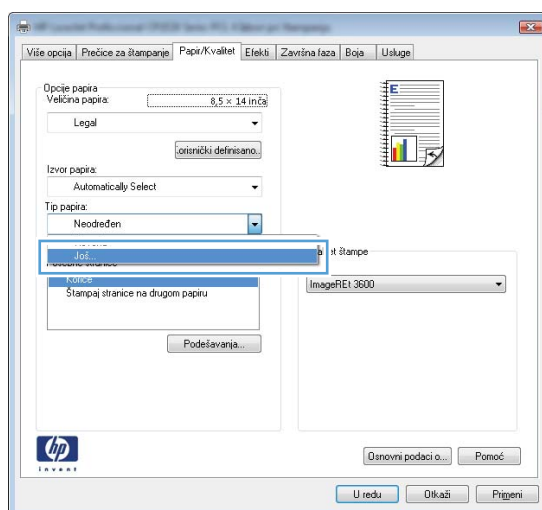 Više opcija Prečice za štampanje Papir/Kvalitet Efekti Završna faza Boja Usluge
Opcije papira
Veličina papira: 8,5 × 14 inča
Legal
orisnički definisano..
Izvor papira:
Automatically Select
Tip papira:
Neodređen
Još...
et štampe
Korice
ImageREt 3600
Štampaj stranice na drugom papiru
Podešavanja...
hp
invent
Osnovni podaci o... Pomoć
U redu Otkaži Primeni